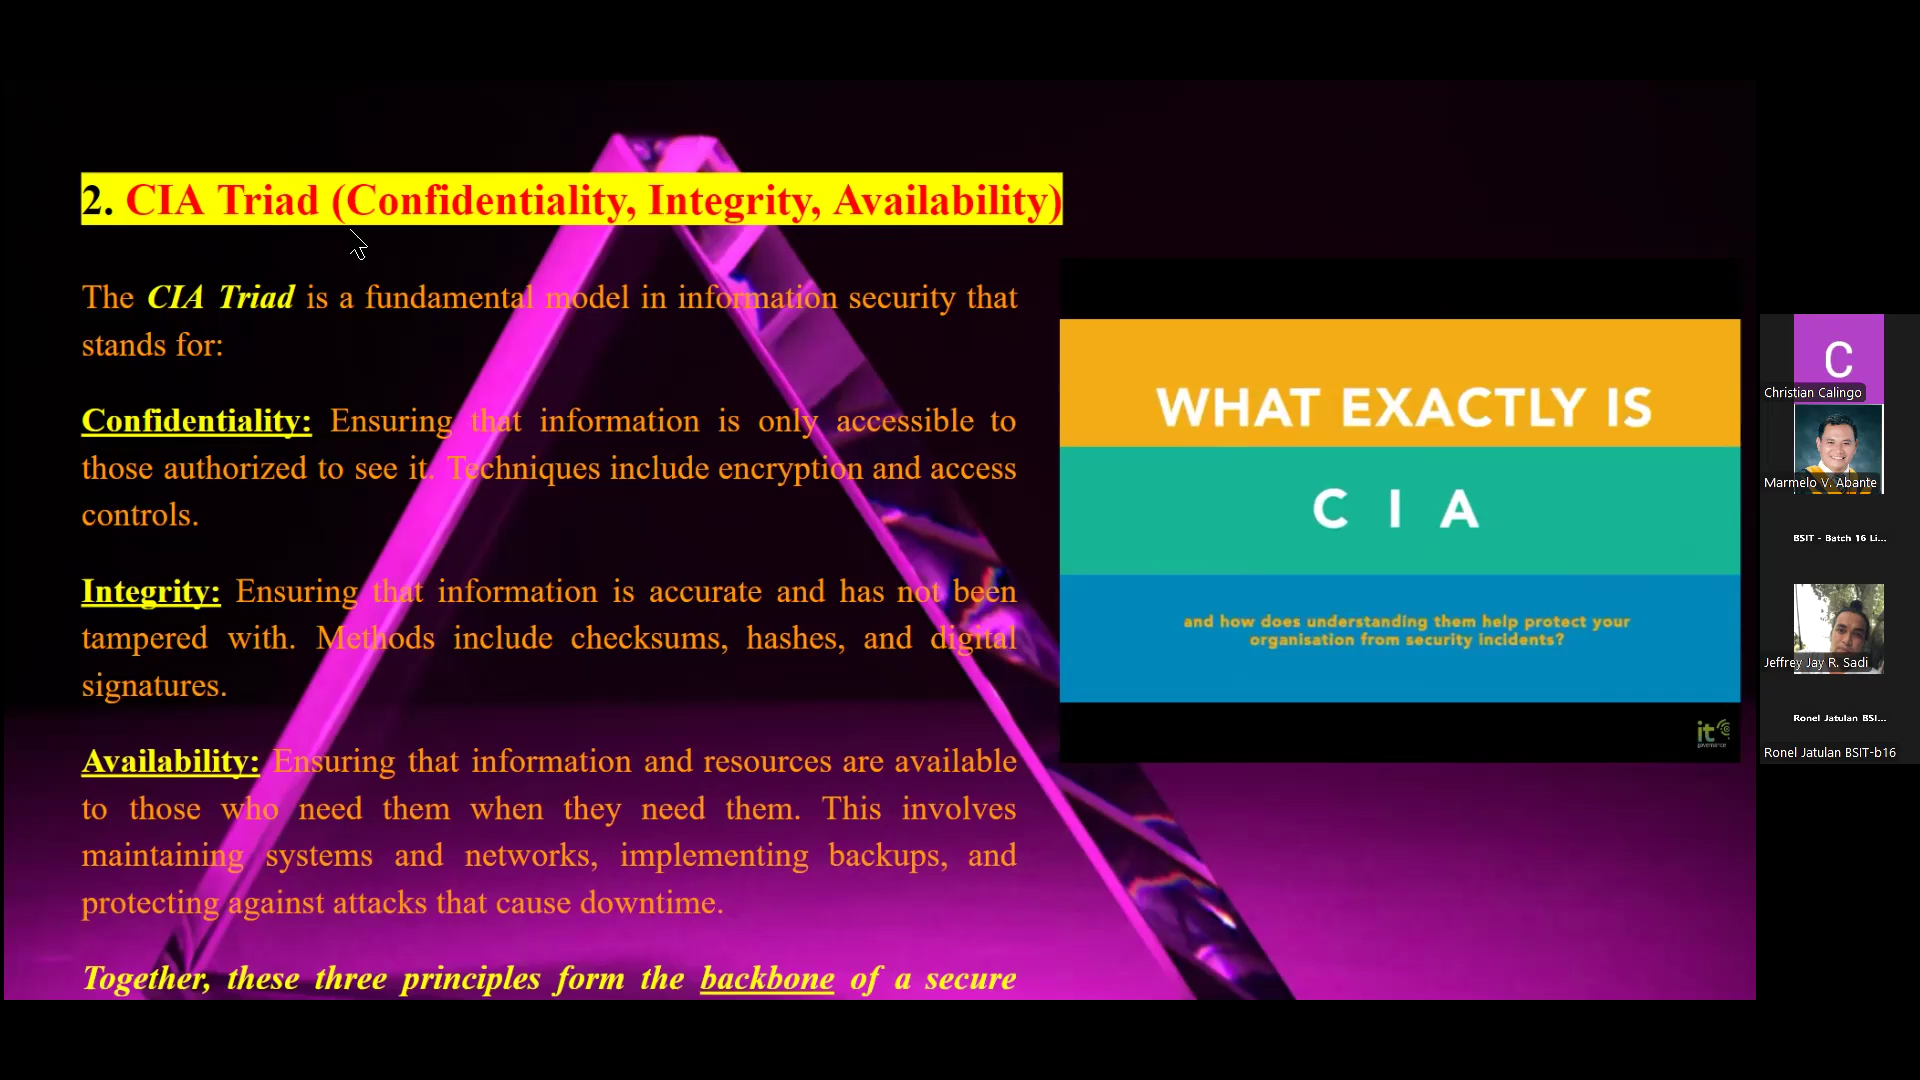 2. CIA Triad (Confidentiality, Integrity, Availability)
The CIA Triad is a fundamental model in information security that
stands for:
Confidentiality: Ensuring that information is only accessible to
those authorized to see it. Techniques include encryption and access
controls.
Integrity: Ensuring that information is accurate and has not been
tampered with. Methods include checksums, hashes, and digital
signatures.
Availability: Ensuring that information and resources are available
to those who need them when they need them. This involves
maintaining systems and networks, implementing backups, and
protecting against attacks that cause downtime.
Together, these three principles form the backbone of a secure
WHAT EXACTLY IS
C I A
and how does understanding them help protect your
organisation from security incidents?
it
governance
C
Christian Calingo
Marmelo V. Abante
BSIT - Batch 16 Li...
Jeffrey Jay R. Sadi
Ronel Jatulan BSI...
Ronel Jatulan BSIT-b16